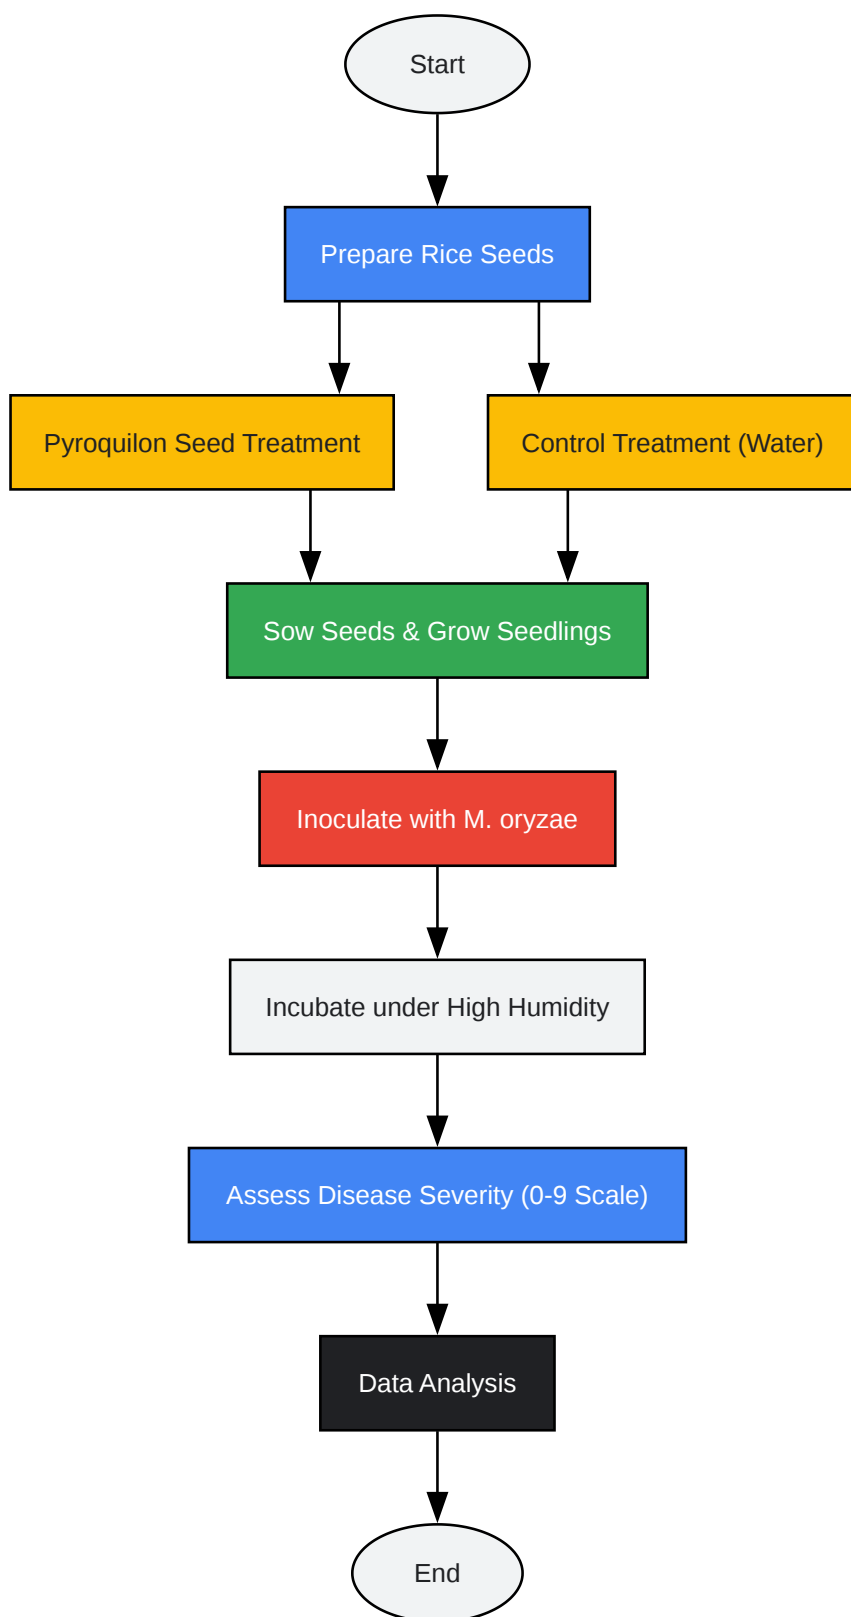 Start
Prepare Rice Seeds
Pyroquilon Seed Treatment
Control Treatment (Water)
Sow Seeds & Grow Seedlings
Inoculate with M. oryzae
Incubate under High Humidity
Assess Disease Severity (0-9 Scale)
Data Analysis
End